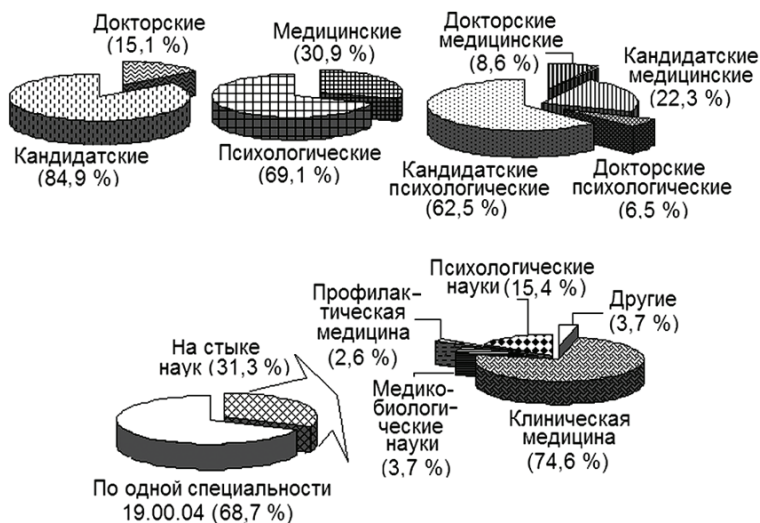 Докторские
(15,1 %)
Кандидатские
(84,9 %)
Медицинские
(30,9 %)
Психологические
(69,1 %)
Докторские
медицинские
(8,6 %)
Кандидатские
медицинские
(22,3 %)
Кандидатские
психологические
(62,5 %)
Докторские
психологические
(6,5 %)
На стыке
наук (31,3 %)
По одной специальности
19.00.04 (68,7 %)
Профилак-
тическая
медицина
(2,6 %)
Психологические
науки (15,4 %)
Другие
(3,7 %)
Медико-
биологи-
ческие
науки
(3,7 %)
Клиническая
медицина
(74,6 %)